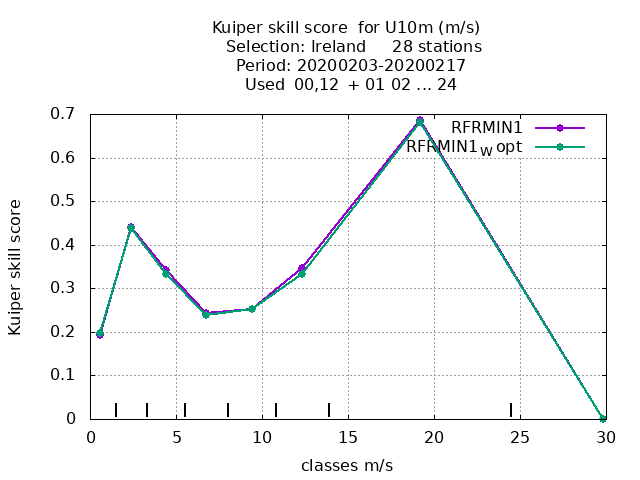 Kuiper skill score  for U10m (m/s)
Selection: Ireland     28 stations
Period: 20200203-20200217
Used  00,12  + 01 02 ... 24
0.7
0.6
0.5
0.4
0.3
0.2
0.1
0
Kuiper skill score
RFRMIN1
RFRMIN1W opt
0 5 10 15 20 25 30
classes m/s